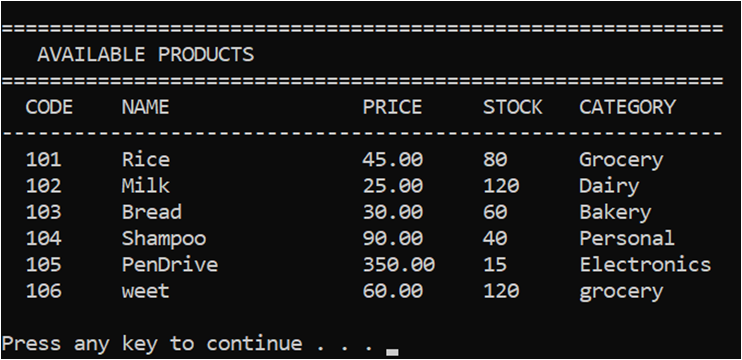 ============================================================
AVAILABLE PRODUCTS
============================================================
CODE NAME PRICE STOCK CATEGORY
------------------------------------------------------------
101 Rice 45.00 80 Grocery
102 Milk 25.00 120 Dairy
103 Bread 30.00 60 Bakery
104 Shampoo 90.00 40 Personal
105 PenDrive 350.00 15 Electronics
106 weet 60.00 120 grocery
Press any key to continue . . .